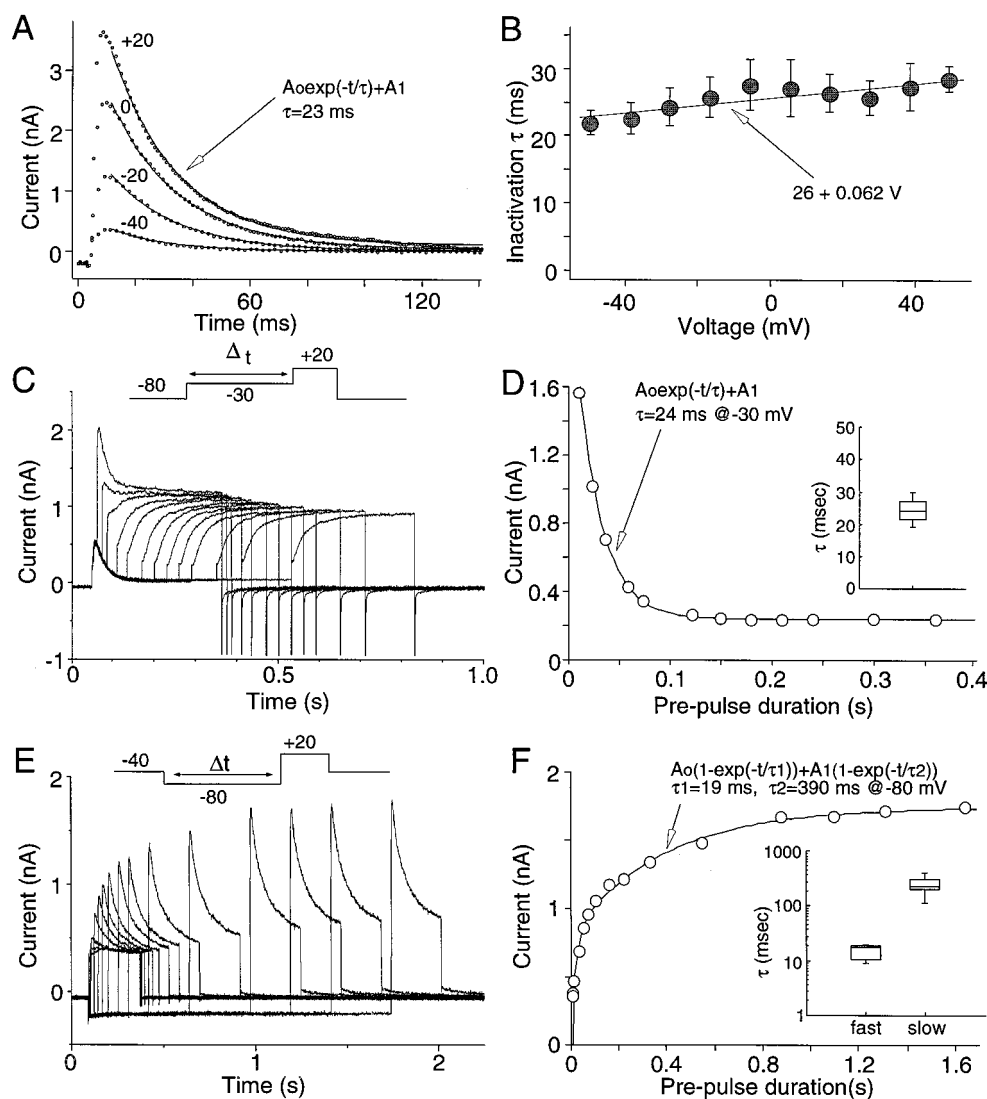 A
+20
0
-20
-40
Aoexp(-t/τ)+A1
τ=23 ms
Current (nA)
3
2
1
0
0
60
120
Time (ms)
B
Inactivation τ (ms)
30
20
10
0
26 + 0.062 V
-40
0
40
Voltage (mV)
C
Δt
+20
-80
-30
Current (nA)
2
1
0
-1
0
0.5
1.0
Time (s)
D
Aoexp(-t/τ)+A1
τ=24 ms @-30 mV
Current (nA)
1.6
1.2
0.8
0.4
0
0.1
0.2
0.3
0.4
Pre-pulse duration (s)
τ (msec)
50
40
30
20
10
0
E
-40
Δt
+20
-80
Current (nA)
2
1
0
0
1
2
Time (s)
F
Ao(1-exp(-t/τ1))+A1(1-exp(-t/τ2))
τ1=19 ms, τ2=390 ms @-80 mV
Current (nA)
2
1
0
0
0.4
0.8
1.2
1.6
Pre-pulse duration(s)
τ (msec)
1000
100
10
1
fast slow